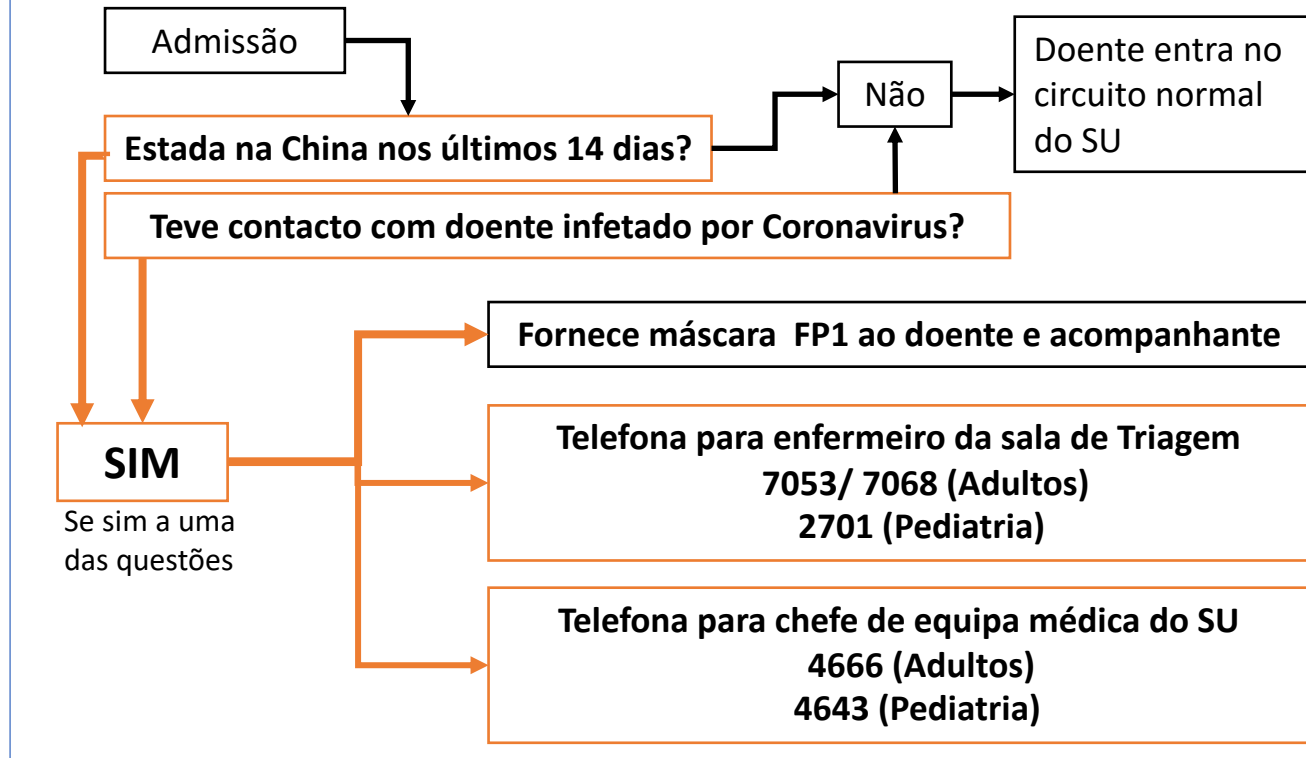 Admissão
Não
Doente entra no
circuito normal
do SU
Estada na China nos últimos 14 dias?
Teve contacto com doente infetado por Coronavirus?
Fornece máscara FP1 ao doente e acompanhante
SIM
Se sim a uma
das questões
Telefona para enfermeiro da sala de Triagem
7053/ 7068 (Adultos)
2701 (Pediatria)
Telefona para chefe de equipa médica do SU
4666 (Adultos)
4643 (Pediatria)